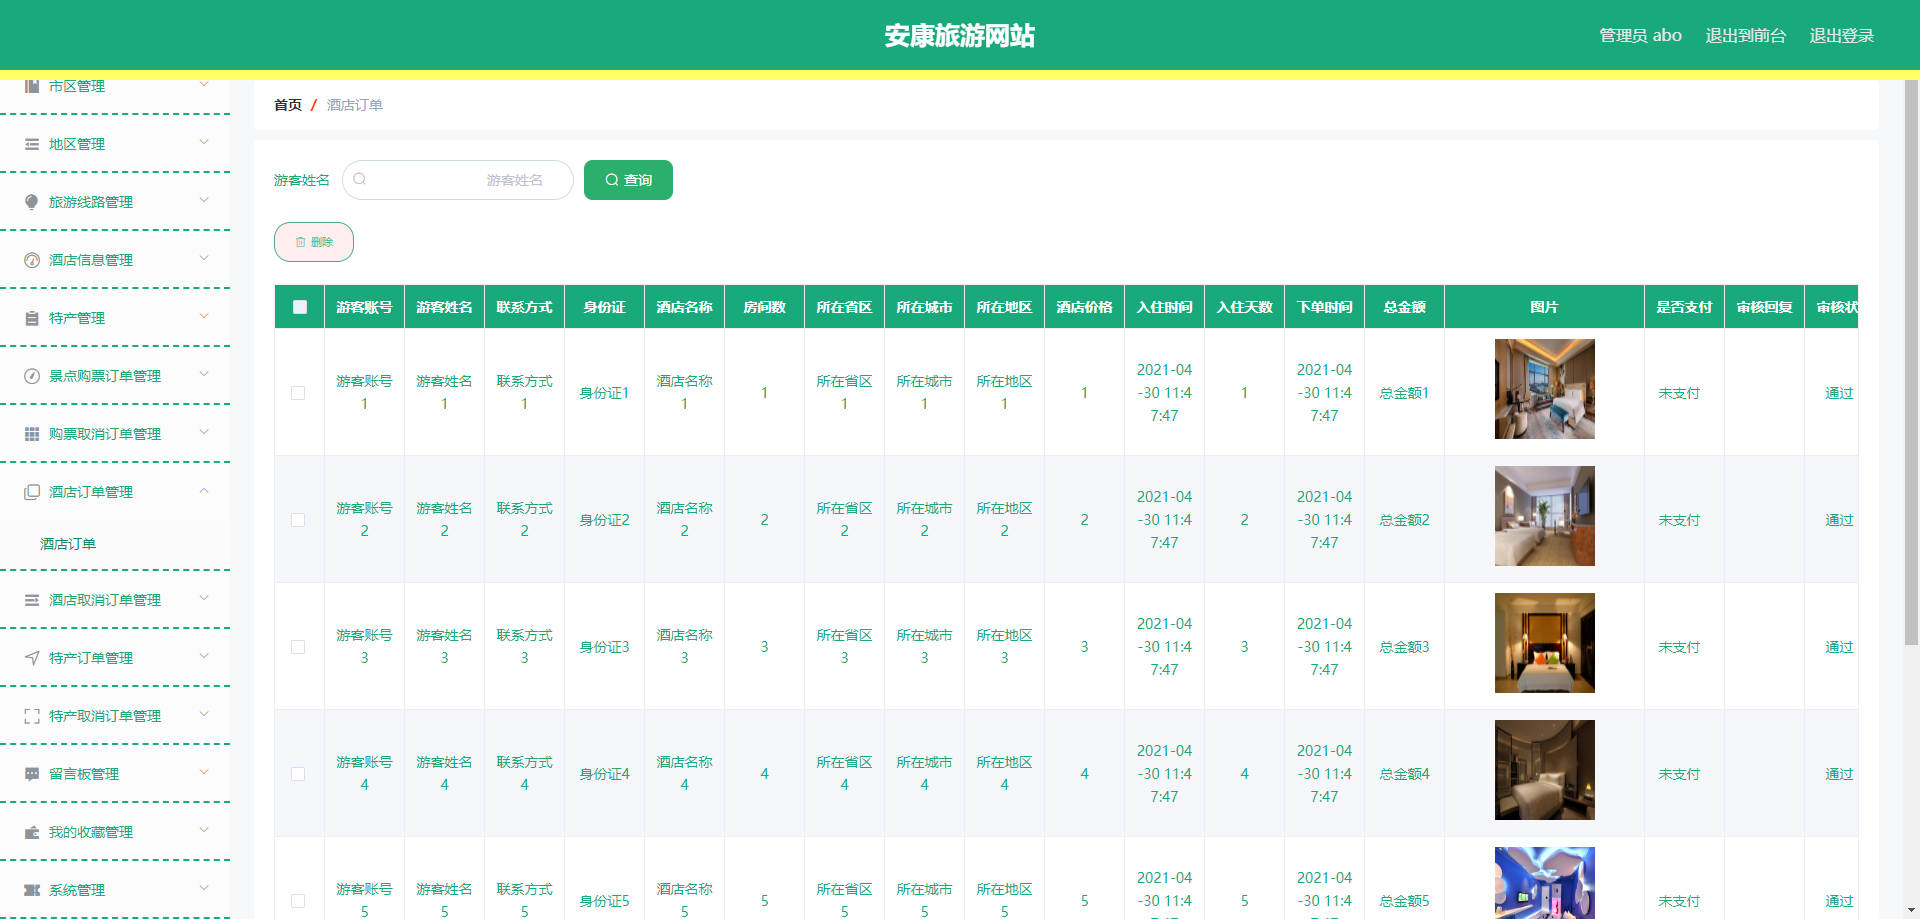 安康旅游网站
管理员 abo 退出到前台 退出登录
市区管理
地区管理
旅游线路管理
酒店信息管理
特产管理
景点购票订单管理
购票取消订单管理
酒店订单管理
酒店订单
酒店取消订单管理
特产订单管理
特产取消订单管理
留言板管理
我的收藏管理
系统管理
首页 / 酒店订单
游客姓名 游客姓名 查询
删除
游客账号 游客姓名 联系方式 身份证 酒店名称 房间数 所在省区 所在城市 所在地区 酒店价格 入住时间 入住天数 下单时间 总金额 图片 是否支付 审核回复 审核状
2021-04 2021-04
游客账号 游客姓名 联系方式 酒店名称 所在省区 所在城市 所在地区
身份证1 1 1 -30 11:4 1 -30 11:4 总金额1 未支付 通过
1 1 1 1 1 1 1
7:47 7:47
2021-04 2021-04
游客账号 游客姓名 联系方式 酒店名称 所在省区 所在城市 所在地区
身份证2 2 2 -30 11:4 2 -30 11:4 总金额2 未支付 通过
2 2 2 2 2 2 2
7:47 7:47
2021-04 2021-04
游客账号 游客姓名 联系方式 酒店名称 所在省区 所在城市 所在地区
身份证3 3 3 -30 11:4 3 -30 11:4 总金额3 未支付 通过
3 3 3 3 3 3 3
7:47 7:47
2021-04 2021-04
游客账号 游客姓名 联系方式 酒店名称 所在省区 所在城市 所在地区
身份证4 4 4 -30 11:4 4 -30 11:4 总金额4 未支付 通过
4 4 4 4 4 4 4
7:47 7:47
2021-04 2021-04
游客账号 游客姓名 联系方式 酒店名称 所在省区 所在城市 所在地区
身份证5 5 5 -30 11:4 5 -30 11:4 总金额5 未支付 通过
5 5 5 5 5 5 5